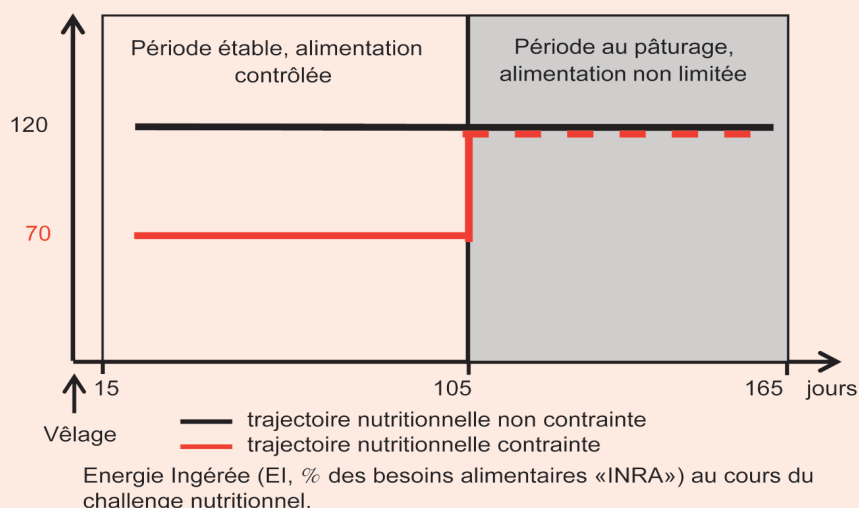 Période étable, alimentation
contrôlée
Période au pâturage,
alimentation non limitée
120
70
15
105
165
jours
Vêlage
trajectoire nutritionnelle non contrainte
trajectoire nutritionnelle contrainte
Energie Ingérée (EI, % des besoins alimentaires «INRA») au cours du
challenge nutritionnel.